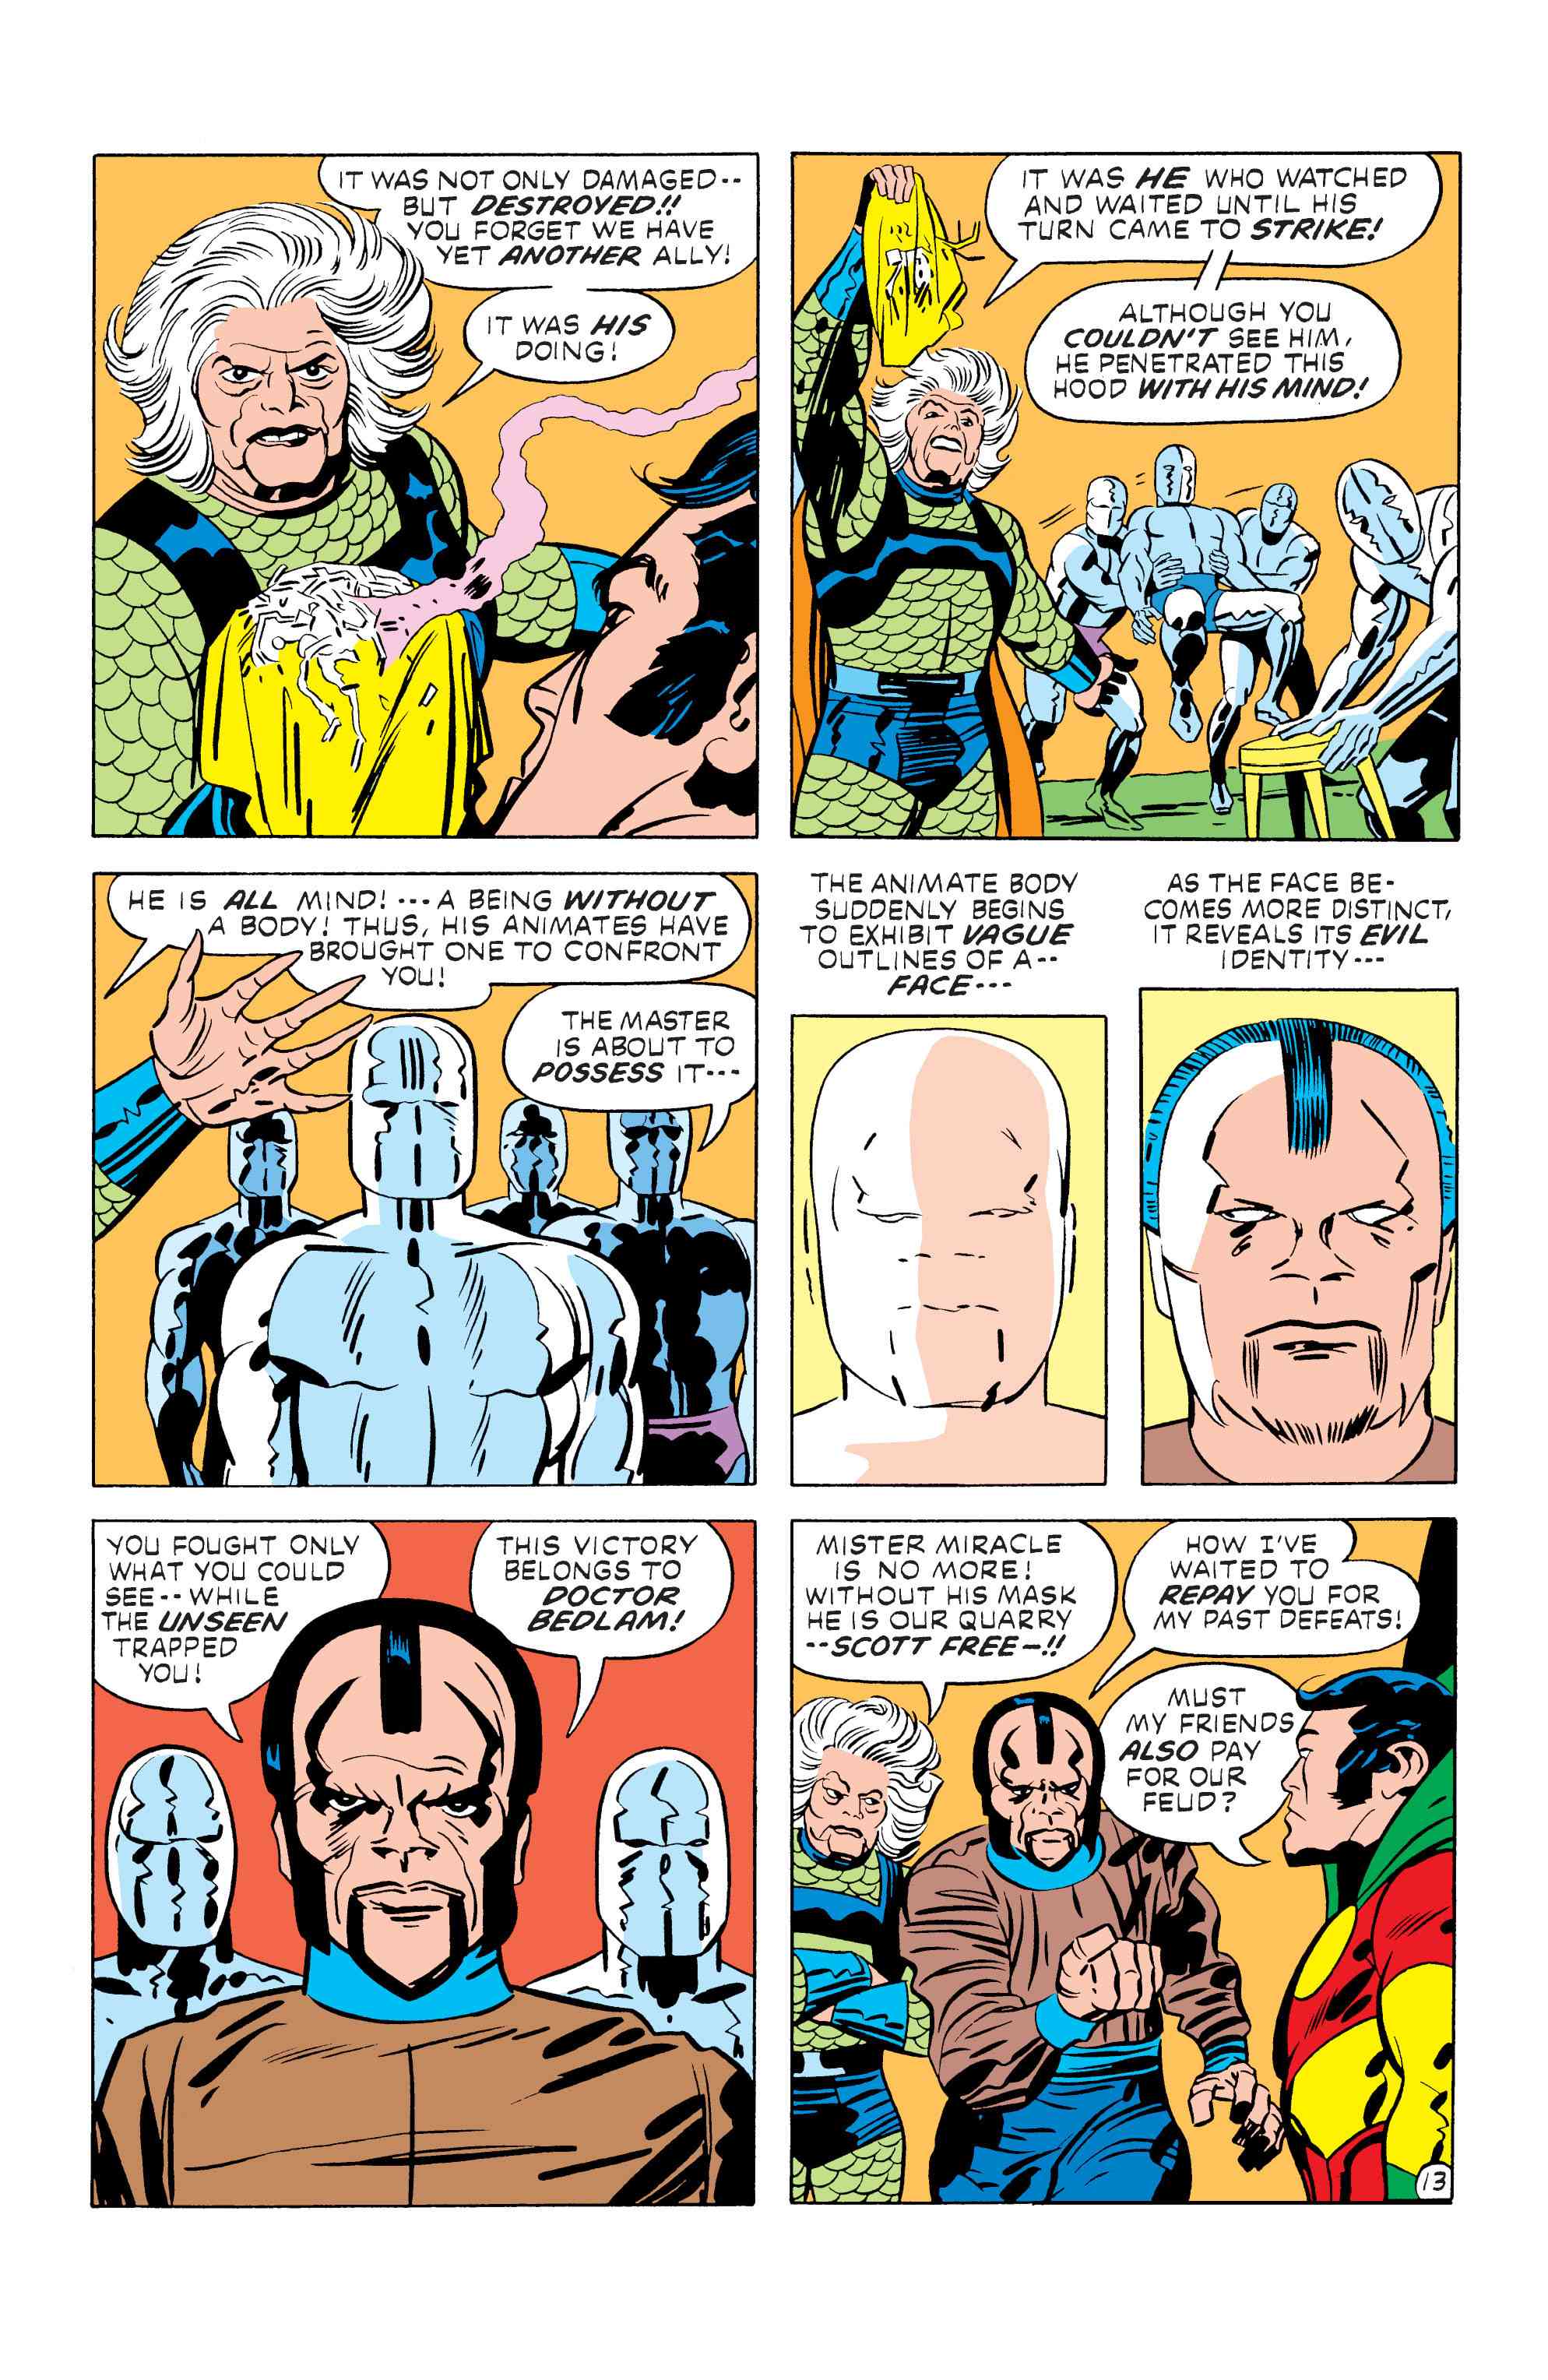 IT WAS NOT ONLY DAMAGED--
BUT DESTROYED!!
YOU FORGET WE HAVE
YET ANOTHER ALLY!
IT WAS HIS
DOING!
IT WAS HE WHO WATCHED
AND WAITED UNTIL HIS
TURN CAME TO STRIKE!
ALTHOUGH YOU
COULDN'T SEE HIM,
HE PENETRATED THIS
HOOD WITH HIS MIND!
HE IS ALL MIND! --- A BEING WITHOUT
A BODY! THUS, HIS ANIMATES HAVE
BROUGHT ONE TO CONFRONT
YOU!
THE MASTER
IS ABOUT TO
POSSESS IT---
THE ANIMATE BODY
SUDDENLY BEGINS
TO EXHIBIT VAGUE
OUTLINES OF A--
FACE---
AS THE FACE BE-
COMES MORE DISTINCT,
IT REVEALS ITS EVIL
IDENTITY---
YOU FOUGHT ONLY
WHAT YOU COULD
SEE -- WHILE
THE UNSEEN
TRAPPED
YOU!
THIS VICTORY
BELONGS TO
DOCTOR
BEDLAM!
MISTER MIRACLE
IS NO MORE!
WITHOUT HIS MASK
HE IS OUR QUARRY
--SCOTT FREE--!!
HOW I'VE
WAITED TO
REPAY YOU FOR
MY PAST DEFEATS!
MUST
MY FRIENDS
ALSO PAY
FOR OUR
FEUD?
13